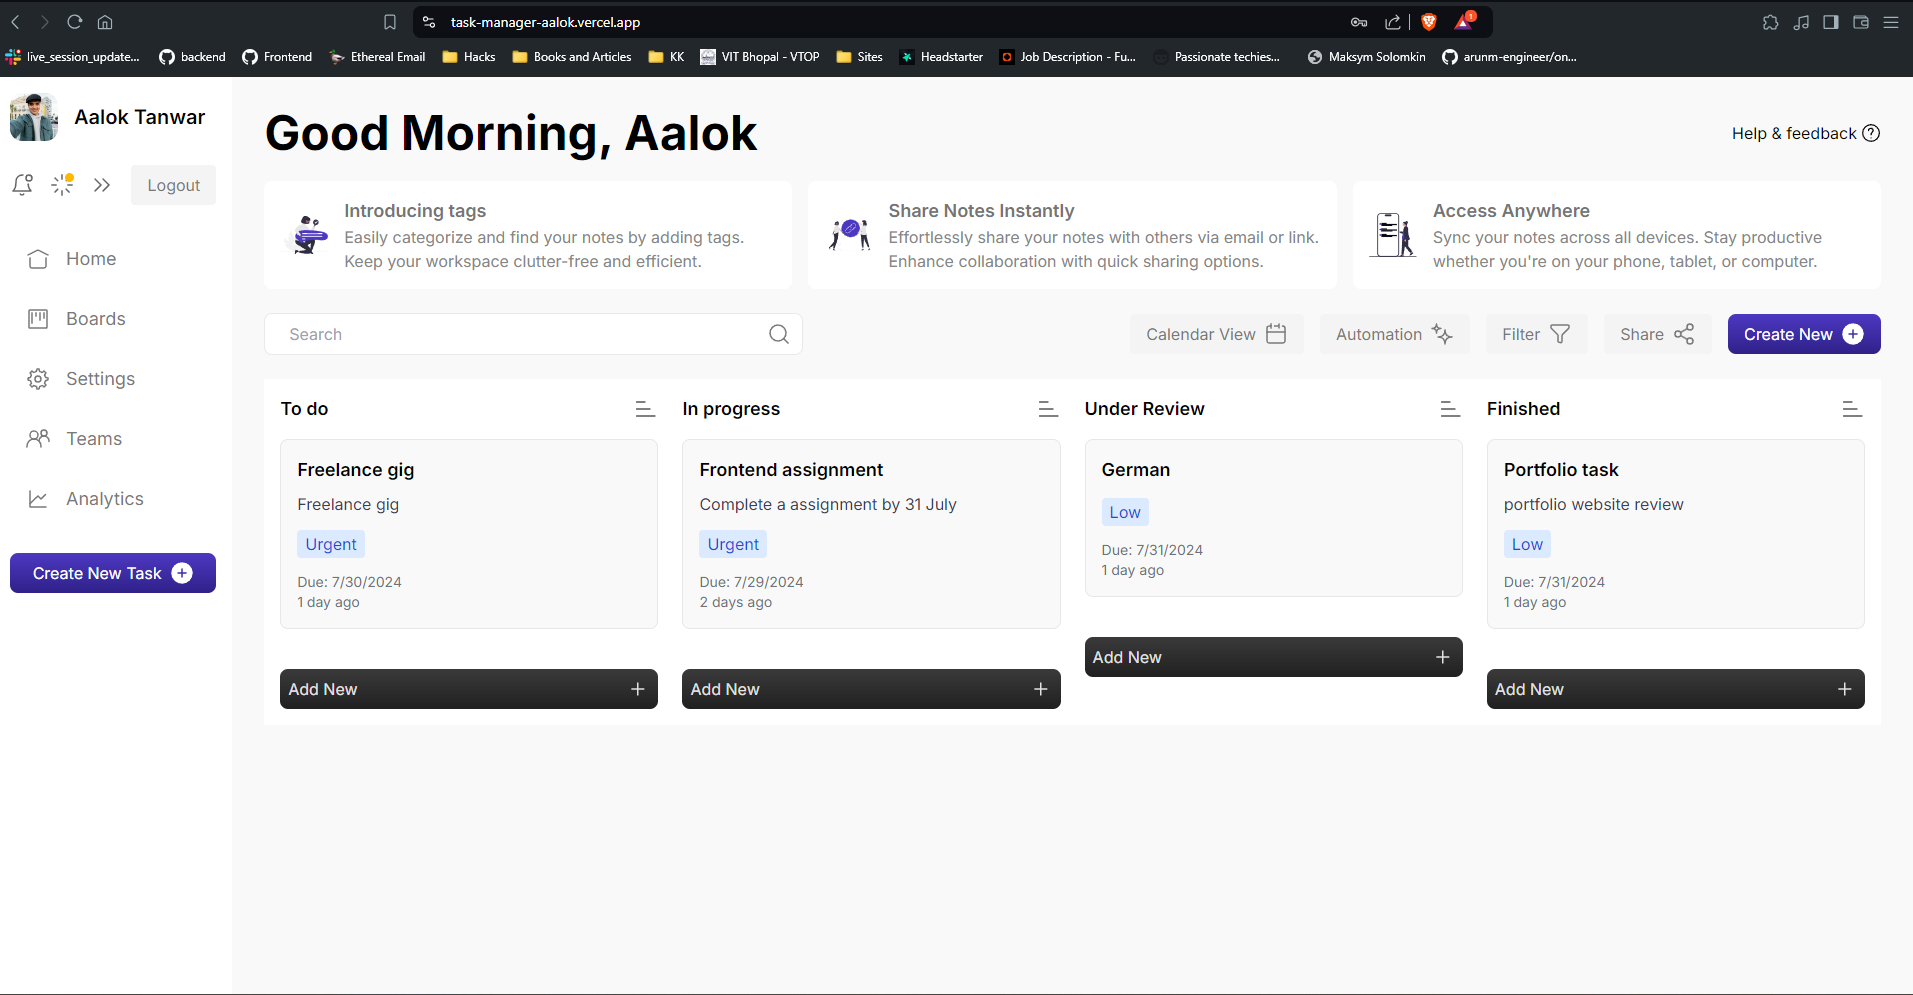 task-manager-aalok.vercel.app
1
live_session_update...
backend
Frontend
Ethereal Email
Hacks
Books and Articles
KK
VIT Bhopal - VTOP
Sites
Headstarter
Job Description - Fu...
Passionate techies...
Maksym Solomkin
arunm-engineer/on...
Aalok Tanwar
Logout
Home
Boards
Settings
Teams
Analytics
Create New Task
Good Morning, Aalok
Help & feedback
Introducing tags
Easily categorize and find your notes by adding tags.
Keep your workspace clutter-free and efficient.
Share Notes Instantly
Effortlessly share your notes with others via email or link.
Enhance collaboration with quick sharing options.
Access Anywhere
Sync your notes across all devices. Stay productive
whether you're on your phone, tablet, or computer.
Search
Calendar View
Automation
Filter
Share
Create New
To do
Freelance gig
Freelance gig
Urgent
Due: 7/30/2024
1 day ago
Add New
In progress
Frontend assignment
Complete a assignment by 31 July
Urgent
Due: 7/29/2024
2 days ago
Add New
Under Review
German
Low
Due: 7/31/2024
1 day ago
Add New
Finished
Portfolio task
portfolio website review
Low
Due: 7/31/2024
1 day ago
Add New